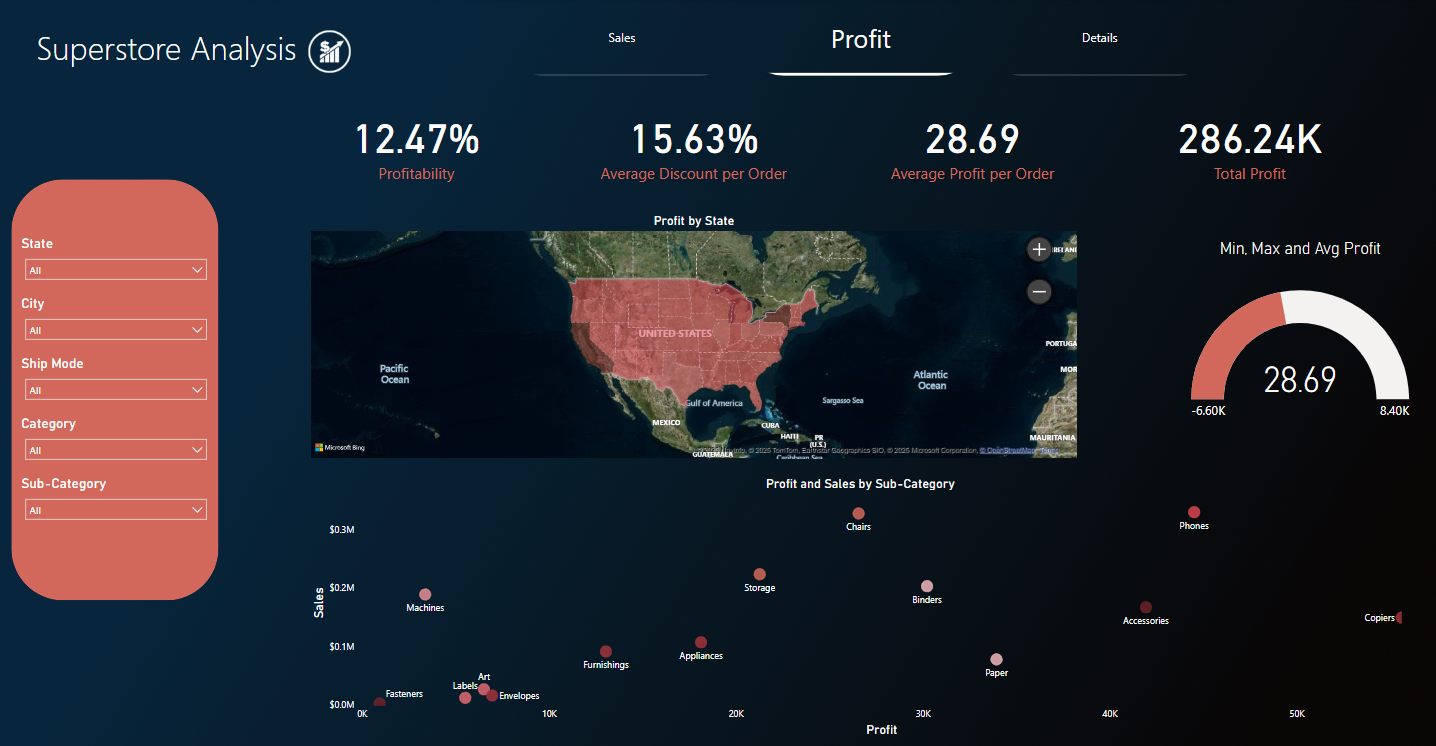 Superstore Analysis
Sales
Profit
Details
12.47%
Profitability
15.63%
Average Discount per Order
28.69
Average Profit per Order
286.24K
Total Profit
State
All
City
All
Ship Mode
All
Category
All
Sub-Category
All
Profit by State
UNITED STATES
Pacific
Ocean
Atlantic
Ocean
Gulf of America
Sargasso Sea
MEXICO
CUBA
HAITI
PR
(U.S.)
GUATEMALA
Caribbean Sea
PORTUGA
MOR
MAURITANIA
Microsoft Bing
TomTom, Earthstar Geographics SIO, © 2025 Microsoft Corporation, © OpenStreetMap Terms
Min, Max and Avg Profit
28.69
-6.60K
8.40K
Profit and Sales by Sub-Category
Sales
$0.3M
$0.2M
$0.1M
$0.0M
Chairs
Phones
Storage
Binders
Machines
Accessories
Copiers
Furnishings
Appliances
Paper
Art
Labels
Fasteners
Envelopes
0K
10K
20K
30K
40K
50K
Profit